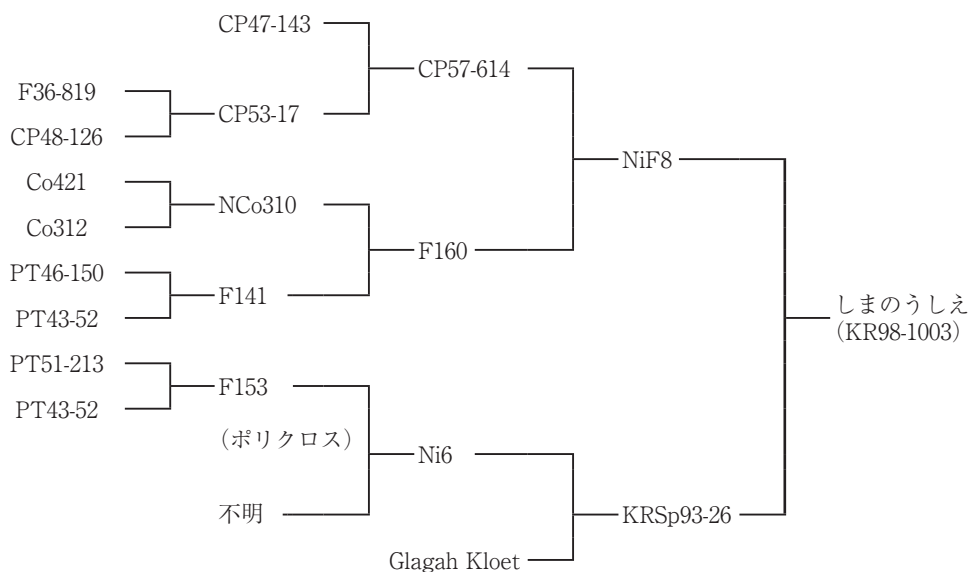 CP47-143
CP57-614
F36-819
CP53-17
CP48-126
NiF8
Co421
NCo310
Co312
F160
PT46-150
F141
PT43-52
しまのうしえ
(KR98-1003)
PT51-213
F153
PT43-52
(ポリクロス)
Ni6
不明
KRSp93-26
Glagah Kloet